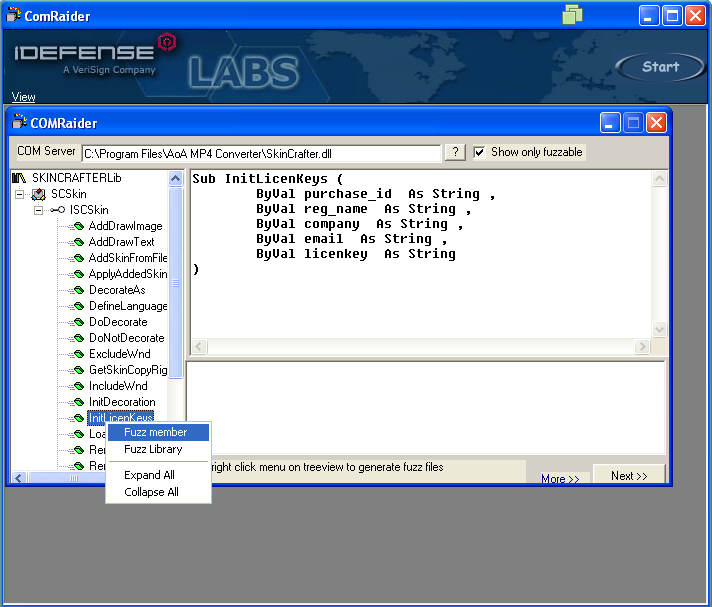 ComRaider
IDEFENSE
A VeriSign Company
LABS
Start
View
COMRaider
COM Server
C:\Program Files\AoA MP4 Converter\SkinCrafter.dll
?
Show only fuzzable
SKINCRAFTERLib
SCSkin
ISCSkin
AddDrawImage
AddDrawText
AddSkinFromFile
ApplyAddedSkin
DecorateAs
DefineLanguage
DoDecorate
DoNotDecorate
ExcludeWnd
GetSkinCopyRig
IncludeWnd
InitDecoration
InitLicenKeys
Loa
Rem
Rem
Sub InitLicenKeys (
ByVal purchase_id As String ,
ByVal reg_name As String ,
ByVal company As String ,
ByVal email As String ,
ByVal licenkey As String
)
Fuzz member
Fuzz Library
Expand All
Collapse All
right click menu on treeview to generate fuzz files
More >>
Next >>